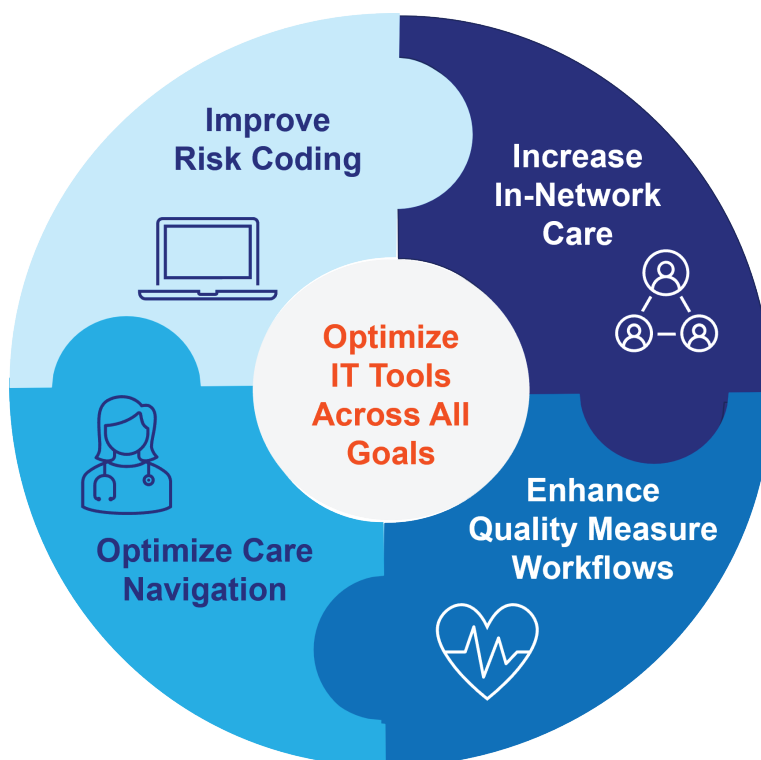 Improve
Risk Coding
Increase
In-Network
Care
Optimize
IT Tools
Across All
Goals
Enhance
Quality Measure
Workflows
Optimize Care
Navigation